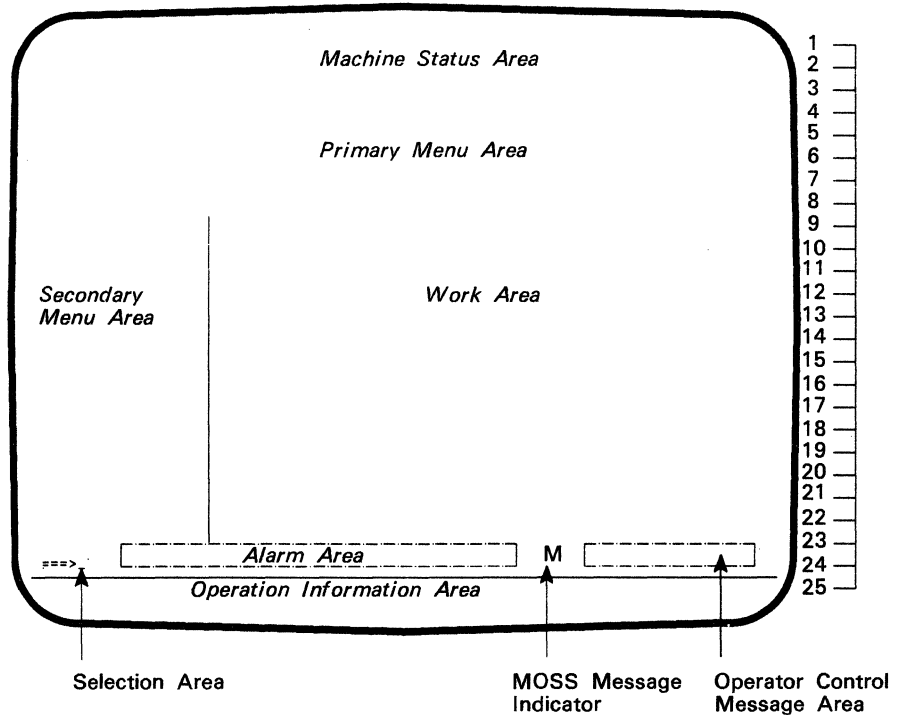 Machine Status Area
Primary Menu Area
Secondary
Menu Area
Work Area
Alarm Area
M
===>
Operation Information Area
Selection Area
MOSS Message
Indicator
Operator Control
Message Area
1
2
3
4
5
6
7
8
9
10
11
12
13
14
15
16
17
18
19
20
21
22
23
24
25